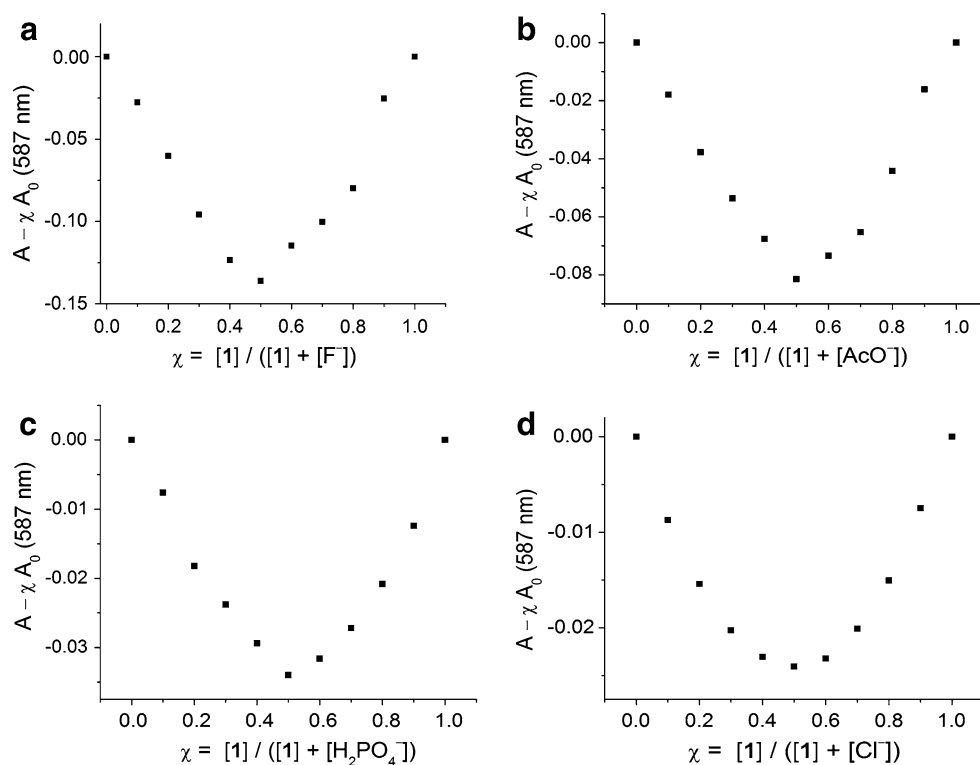 a
0.00
-0.05
-0.10
-0.15
A − χ A₀ (587 nm)
0.0 0.2 0.4 0.6 0.8 1.0
χ = [1] / ([1] + [F⁻])
b
0.00
-0.02
-0.04
-0.06
-0.08
A − χ A₀ (587 nm)
0.0 0.2 0.4 0.6 0.8 1.0
χ = [1] / ([1] + [AcO⁻])
c
0.00
-0.01
-0.02
-0.03
A − χ A₀ (587 nm)
0.0 0.2 0.4 0.6 0.8 1.0
χ = [1] / ([1] + [H₂PO₄⁻])
d
0.00
-0.01
-0.02
A − χ A₀ (587 nm)
0.0 0.2 0.4 0.6 0.8 1.0
χ = [1] / ([1] + [Cl⁻])